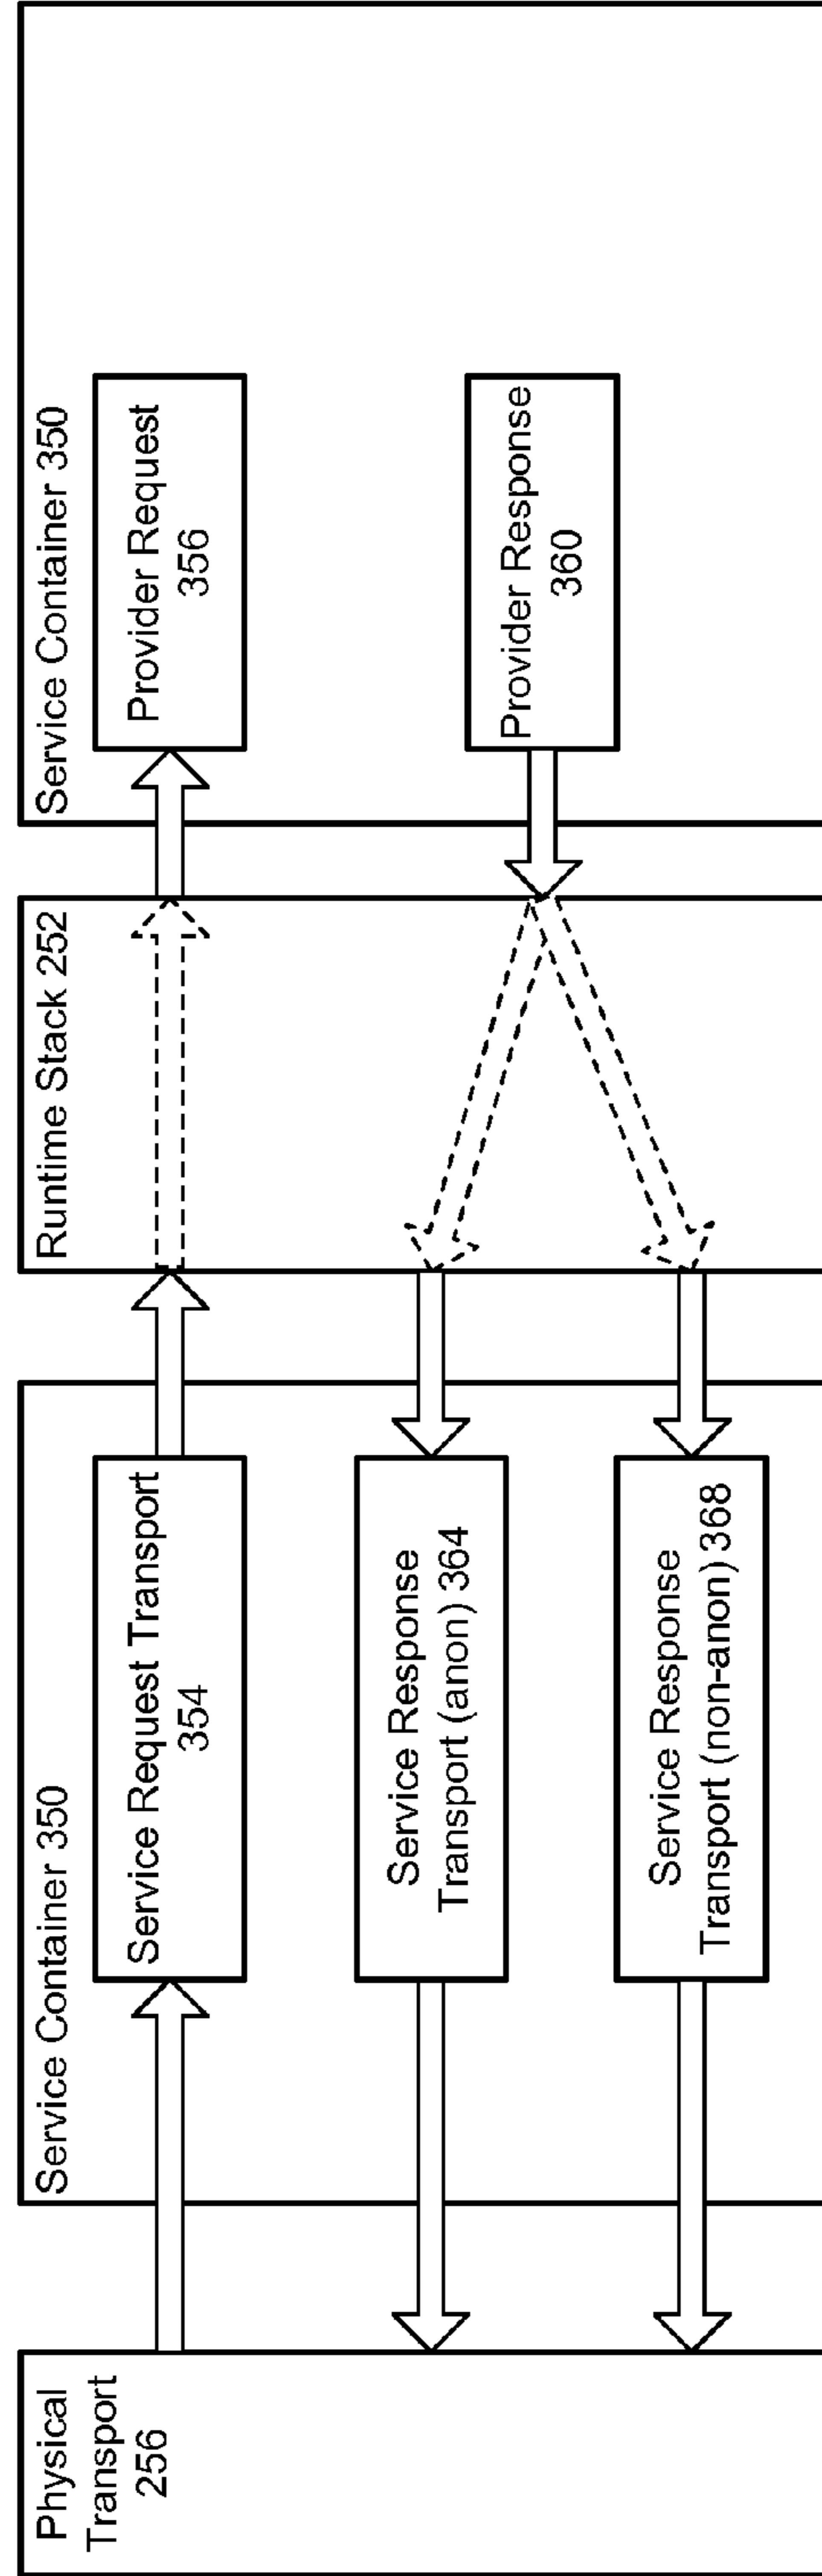 Physical
Transport
256
Service Container 350
Service Request Transport
354
Service Response
Transport (anon) 364
Service Response
Transport (non-anon) 368
Runtime Stack 252
Service Container 350
Provider Request
356
Provider Response
360